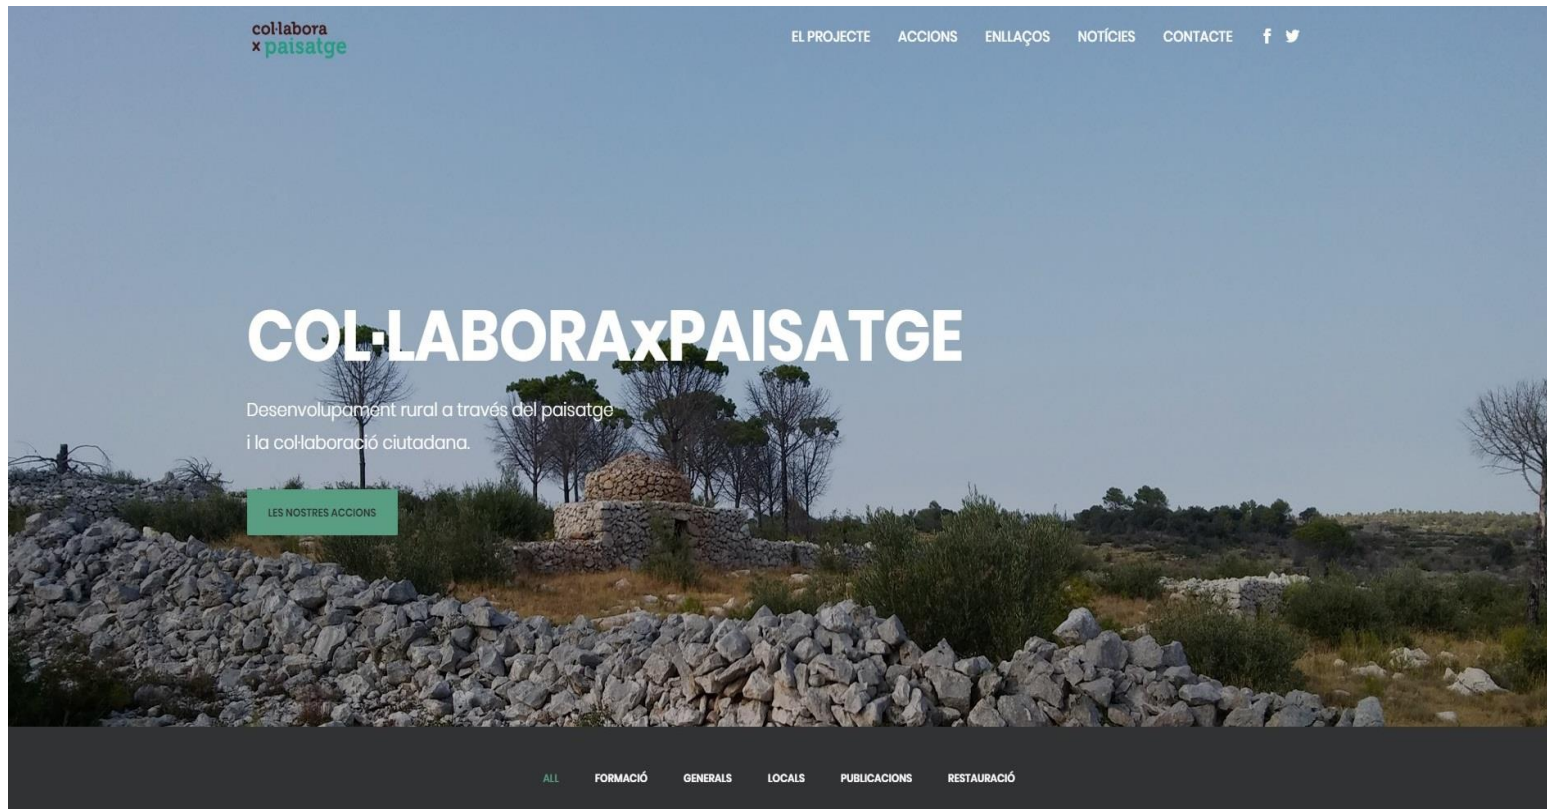 col·labora
x paisatge
EL PROJECTE ACCIONS ENLLAÇOS NOTÍCIES CONTACTE
COL·LABORAxPAISATGE
Desenvolupament rural a través del paisatge
i la col·laboració ciutadana.
LES NOSTRES ACCIONS
ALL FORMACIÓ GENERALS LOCALS PUBLICACIONS RESTAURACIÓ